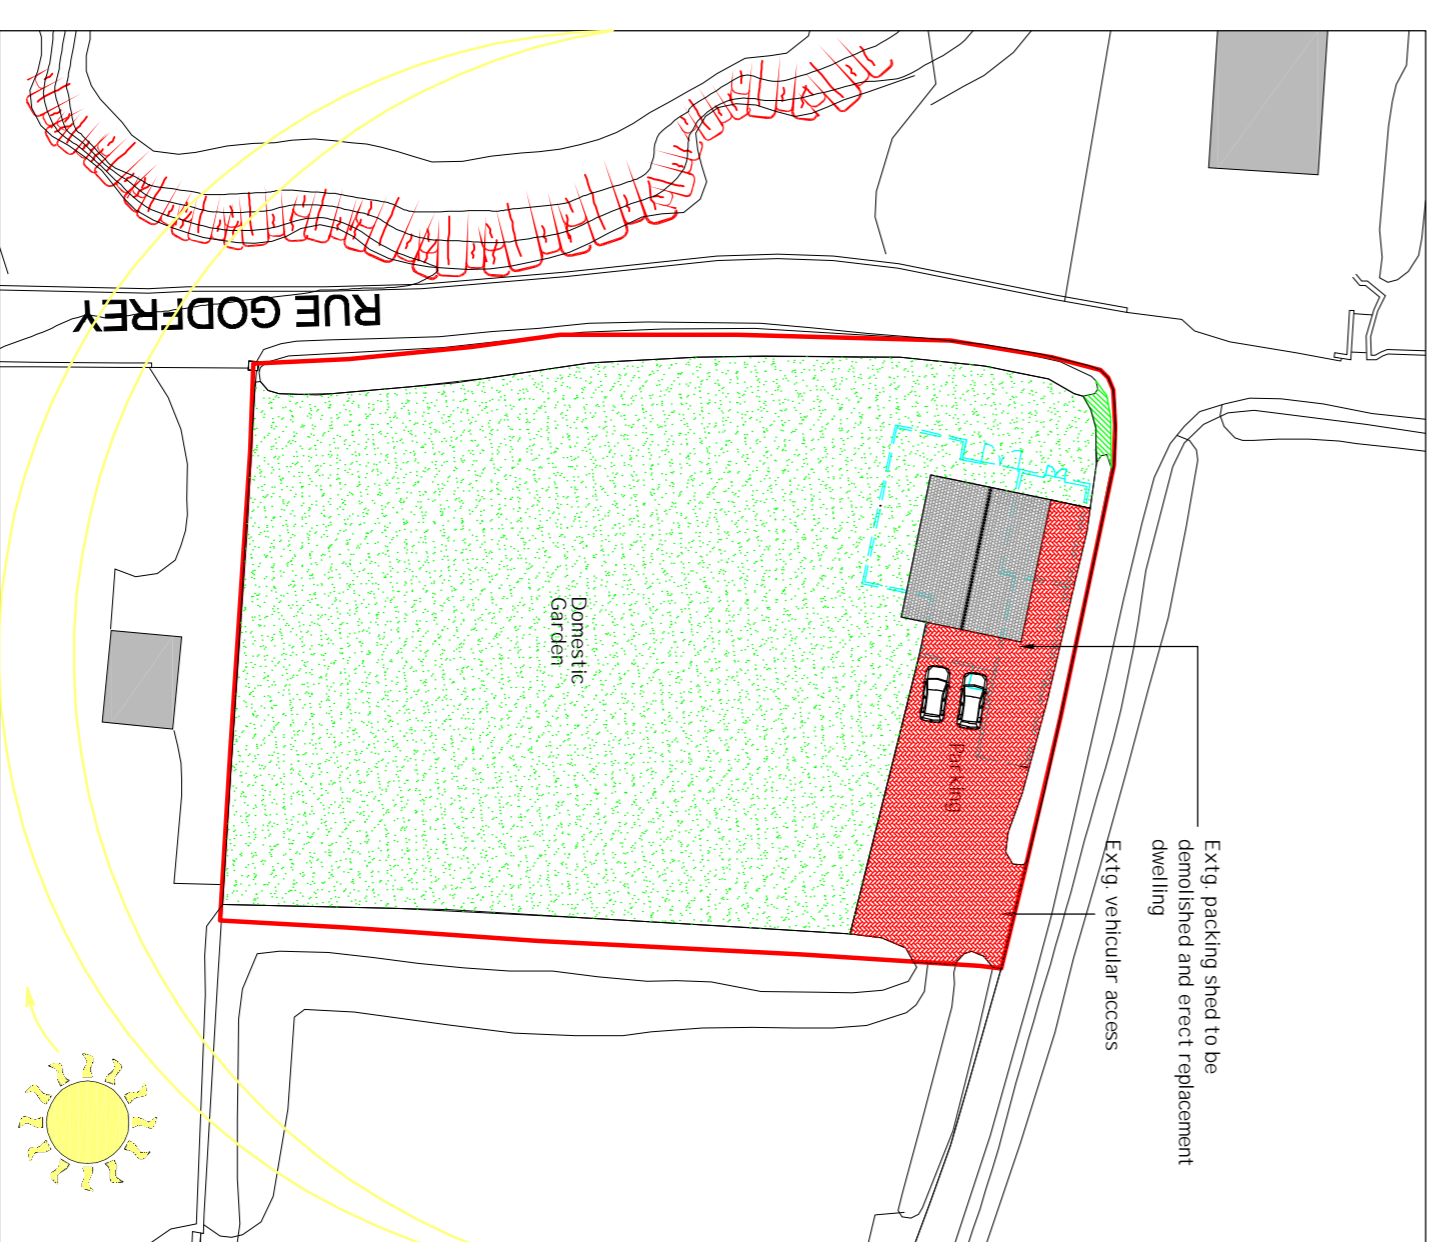 RUE GODFREY
Domestic
Garden
Parking
Extg. packing shed to be
demolished and erect replacement
dwelling
Extg. vehicular access